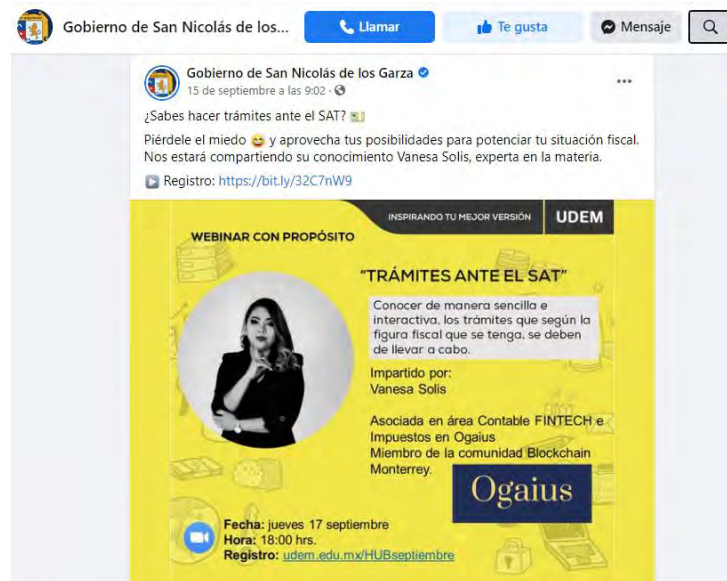 Gobierno de San Nicolás de los...
Llamar
Te gusta
Mensaje
Gobierno de San Nicolás de los Garza
15 de septiembre a las 9:02 ·
¿Sabes hacer trámites ante el SAT?
Piérdele el miedo 😅 y aprovecha tus posibilidades para potenciar tu situación fiscal.
Nos estará compartiendo su conocimiento Vanesa Solis, experta en la materia.
▶️ Registro: https://bit.ly/32C7nW9
INSPIRANDO TU MEJOR VERSIÓN
UDEM
WEBINAR CON PROPÓSITO
"TRÁMITES ANTE EL SAT"
Conocer de manera sencilla e
interactiva, los trámites que según la
figura fiscal que se tenga, se deben
de llevar a cabo.
Impartido por:
Vanesa Solis
Asociada en área Contable FINTECH e
Impuestos en Ogaius
Miembro de la comunidad Blockchain
Monterrey.
Ogaius
Fecha: jueves 17 septiembre
Hora: 18:00 hrs.
Registro: udem.edu.mx/HUBseptiembre